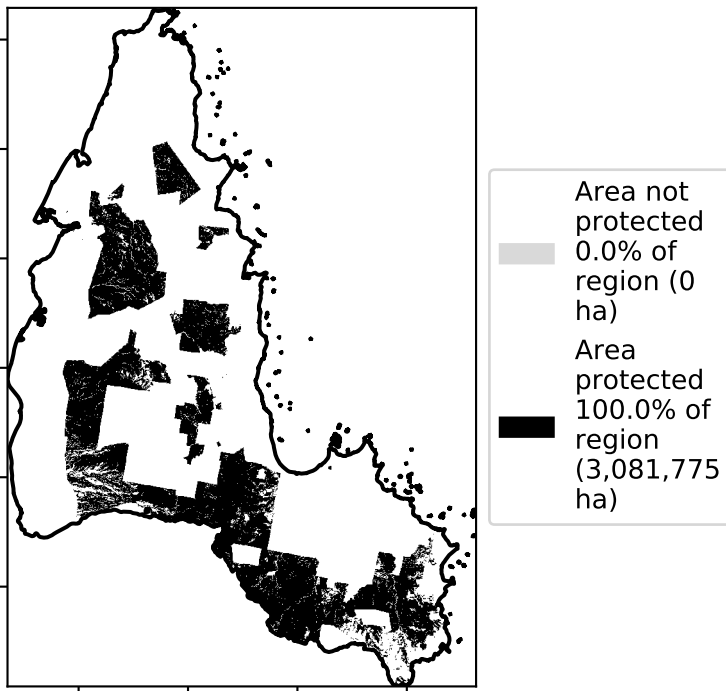 Area not
protected
0.0% of
region (0
ha)
Area
protected
100.0% of
region
(3,081,775
ha)